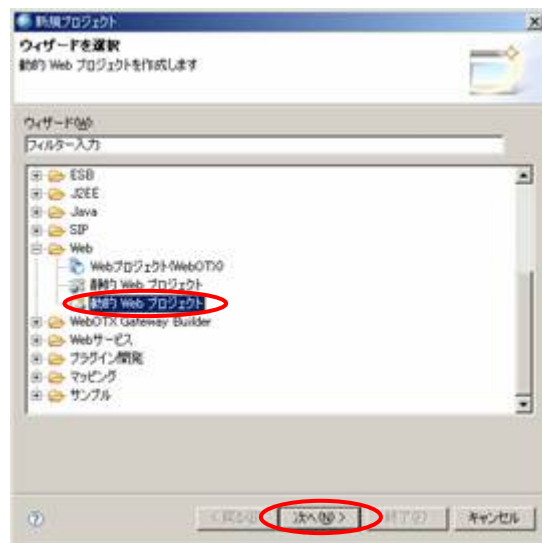 新規プロジェクト
ウィザードを選択
動的 Web プロジェクトを作成します
ウィザード(W)
フィルター入力
ESB
J2EE
Java
SIP
Web
Webプロジェクト(WebOTX)
静的 Web プロジェクト
動的 Web プロジェクト
WebOTX Gateway Builder
Webサービス
プラグイン開発
マッピング
サンプル
< 戻る(B)
次へ(N) >
終了(F)
キャンセル